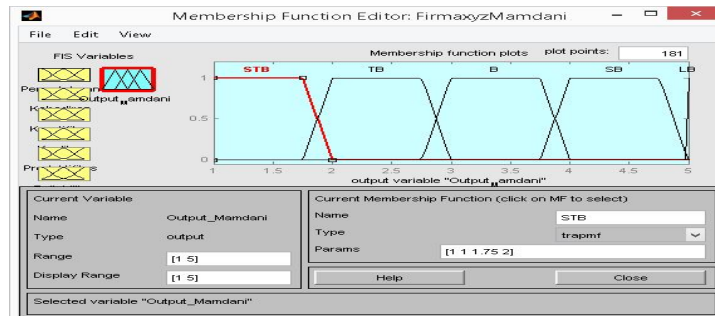 Membership Function Editor: FirmaxyzMamdani
File Edit View
FIS Variables
Membership function plots plot points: 181
STB TB B SB LB
1
0.5
0
1 1.5 2 2.5 3 3.5 4 4.5 5
output variable "Output_mamdani"
Current Variable
Name Output_Mamdani
Type output
Range [1 5]
Display Range [1 5]
Current Membership Function (click on MF to select)
Name STB
Type trapmf
Params [1 1 1.75 2]
Help Close
Selected variable "Output_Mamdani"